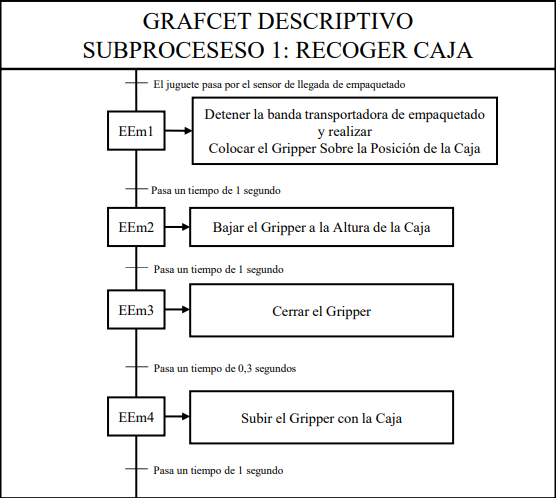 GRAFCET DESCRIPTIVO
SUBPROCESESO 1: RECOGER CAJA
El juguete pasa por el sensor de llegada de empaquetado
EEm1
Detener la banda transportadora de empaquetado
y realizar
Colocar el Gripper Sobre la Posición de la Caja
Pasa un tiempo de 1 segundo
EEm2
Bajar el Gripper a la Altura de la Caja
Pasa un tiempo de 1 segundo
EEm3
Cerrar el Gripper
Pasa un tiempo de 0,3 segundos
EEm4
Subir el Gripper con la Caja
Pasa un tiempo de 1 segundo